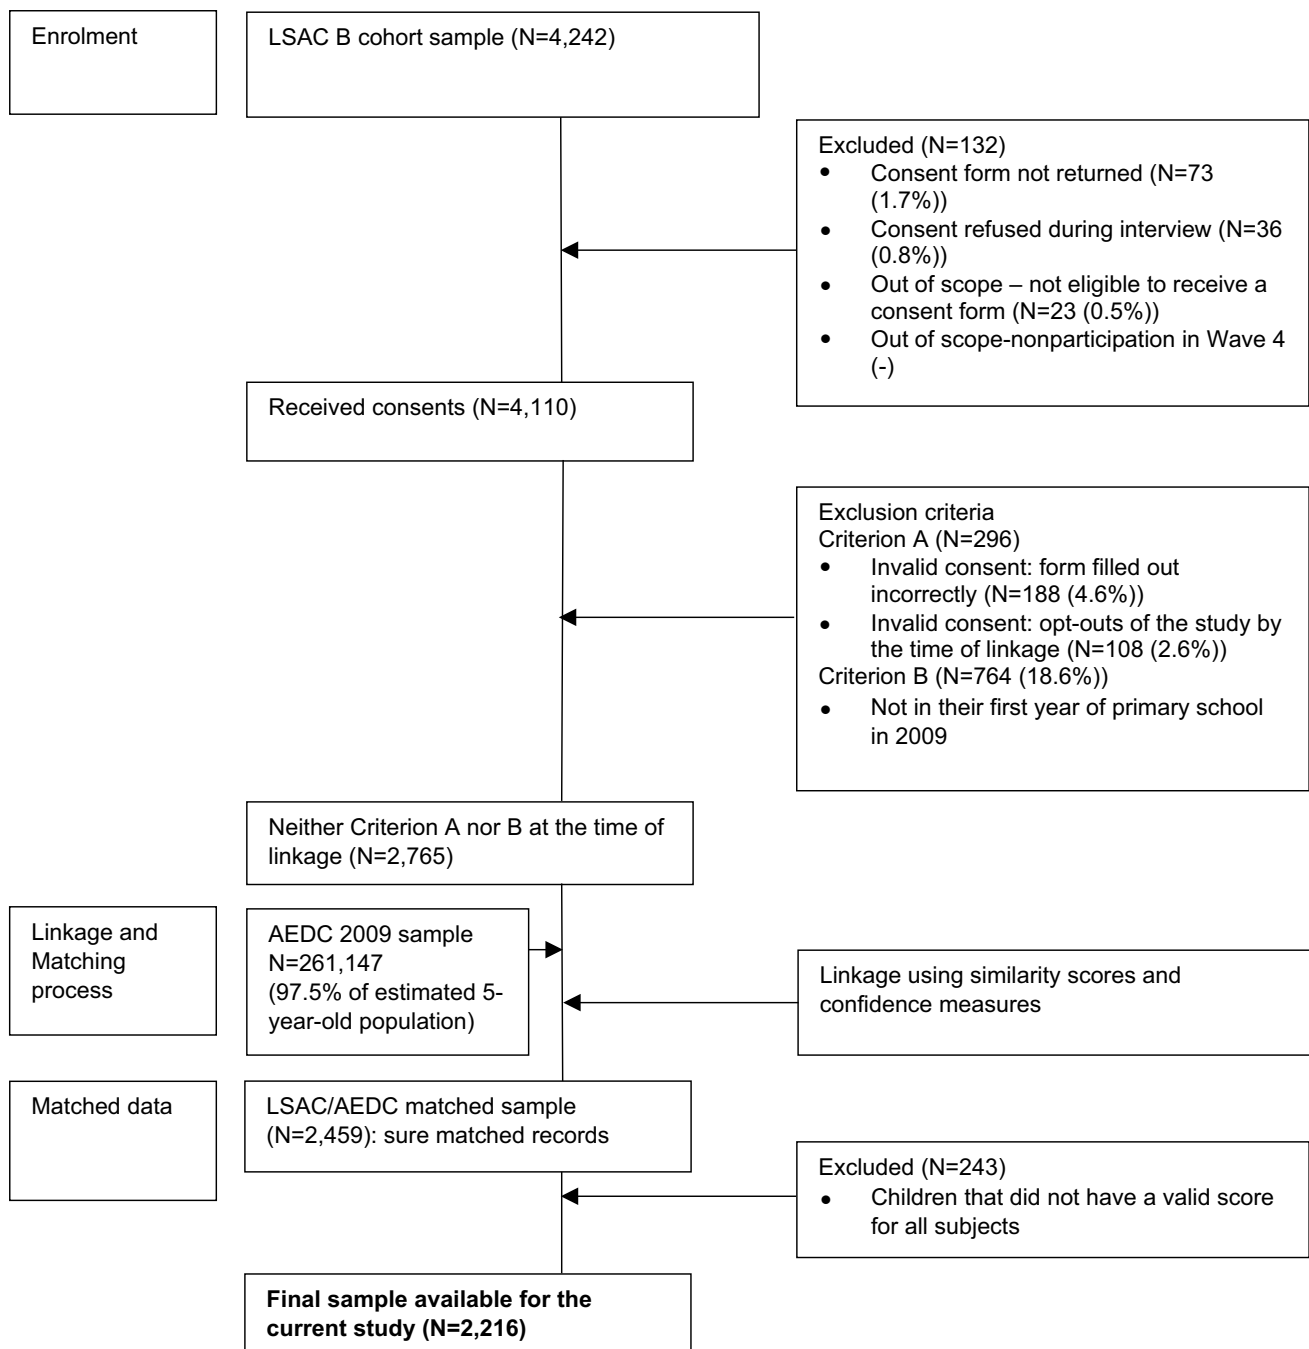 Enrolment
LSAC B cohort sample (N=4,242)
Excluded (N=132)
• Consent form not returned (N=73
(1.7%))
• Consent refused during interview (N=36
(0.8%))
• Out of scope – not eligible to receive a
consent form (N=23 (0.5%))
• Out of scope-nonparticipation in Wave 4
(-)
Received consents (N=4,110)
Exclusion criteria
Criterion A (N=296)
• Invalid consent: form filled out
incorrectly (N=188 (4.6%))
• Invalid consent: opt-outs of the study by
the time of linkage (N=108 (2.6%))
Criterion B (N=764 (18.6%))
• Not in their first year of primary school
in 2009
Neither Criterion A nor B at the time of
linkage (N=2,765)
Linkage and
Matching
process
AEDC 2009 sample
N=261,147
(97.5% of estimated 5-
year-old population)
Linkage using similarity scores and
confidence measures
Matched data
LSAC/AEDC matched sample
(N=2,459): sure matched records
Excluded (N=243)
• Children that did not have a valid score
for all subjects
Final sample available for the
current study (N=2,216)